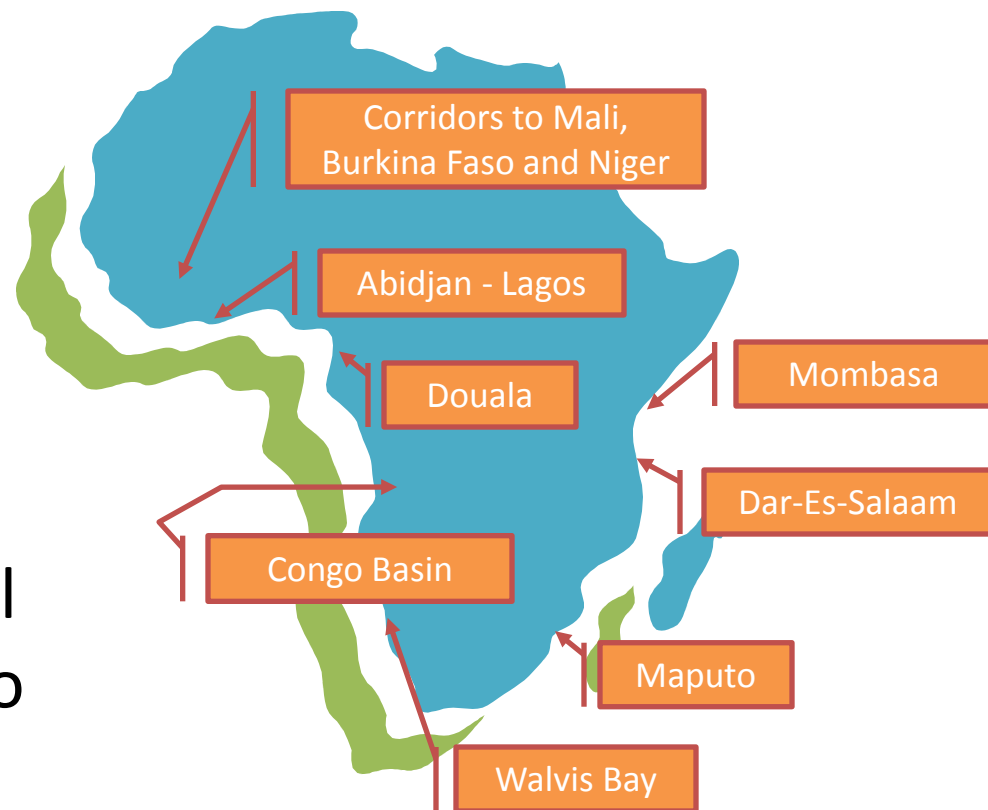 Corridors to Mali,
Burkina Faso and Niger
Abidjan - Lagos
Mombasa
Douala
Dar-Es-Salaam
Congo Basin
Maputo
Walvis Bay